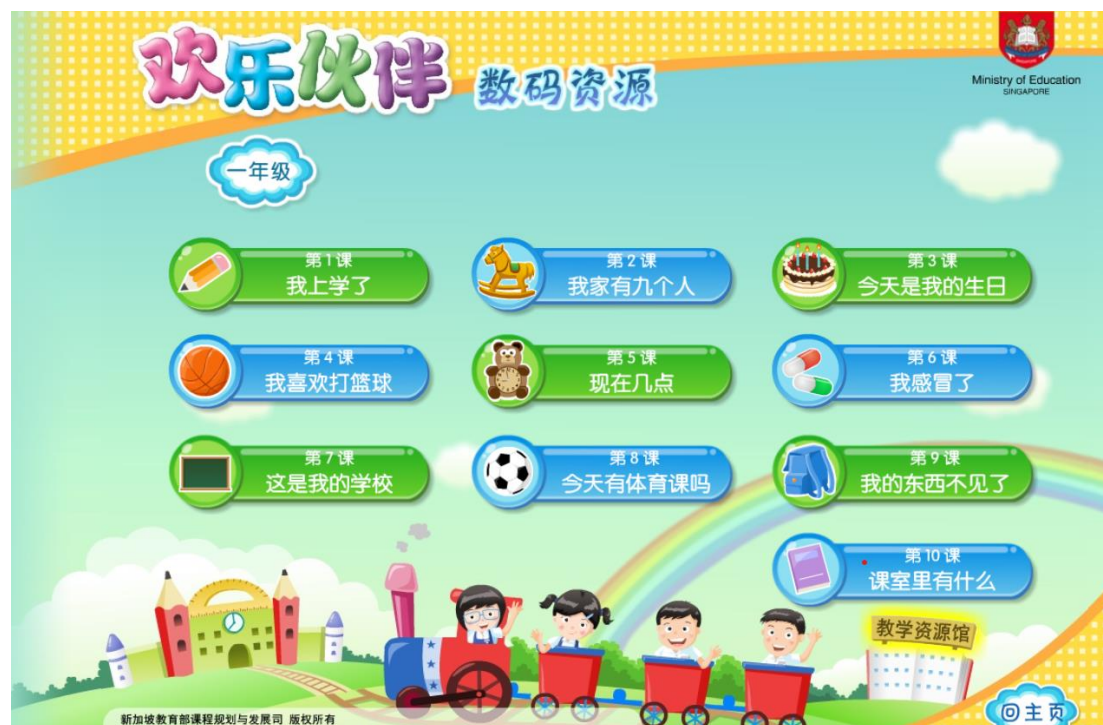 欢乐伙伴 数码资源
Ministry of Education
SINGAPORE
一年级
第1课
我上学了
第2课
我家有九个人
第3课
今天是我的生日
第4课
我喜欢打篮球
第5课
现在几点
第6课
我感冒了
第7课
这是我的学校
第8课
今天有体育课吗
第9课
我的东西不见了
第10课
课室里有什么
教学资源馆
回主页
新加坡教育部课程规划与发展司 版权所有